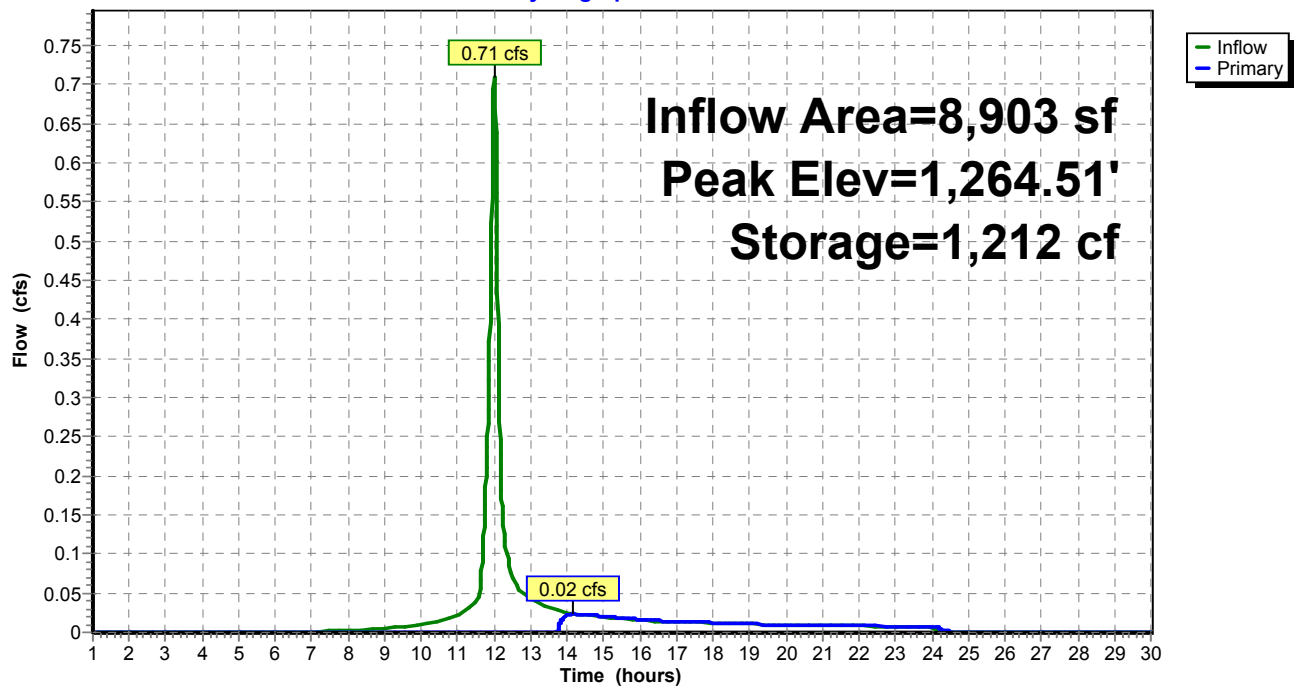 0.75
0.7
0.65
0.6
0.55
0.5
0.45
0.4
0.35
0.3
0.25
0.2
0.15
0.1
0.05
0
Flow (cfs)
0.71 cfs
0.02 cfs
Inflow Area=8,903 sf
Peak Elev=1,264.51'
Storage=1,212 cf
Inflow
Primary
1 2 3 4 5 6 7 8 9 10 11 12 13 14 15 16 17 18 19 20 21 22 23 24 25 26 27 28 29 30
Time (hours)